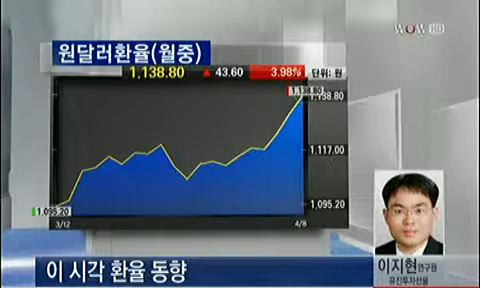 WOW HD
원달러환율(월중)
1,138.80 ▲ 43.60 3.98% 단위: 원
1,138.80
1,138.80
1,117.00
1,095.20
1,095.20
3/12 4/8
이지현 연구원
유진투자선물
이 시각 환율 동향